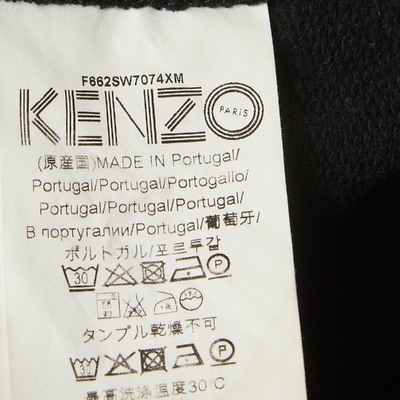 F662SW7074XM
KENZO
PARIS
(原産国)MADE IN Portugal/
Portugal/Portugal/Portogallo/
Portugal/Portugal/Portugal/
В португалии/Portugal/葡萄牙/
ポルトガル/포르투갈
30
タンブル乾燥不可
30
最高洗涤温度30℃